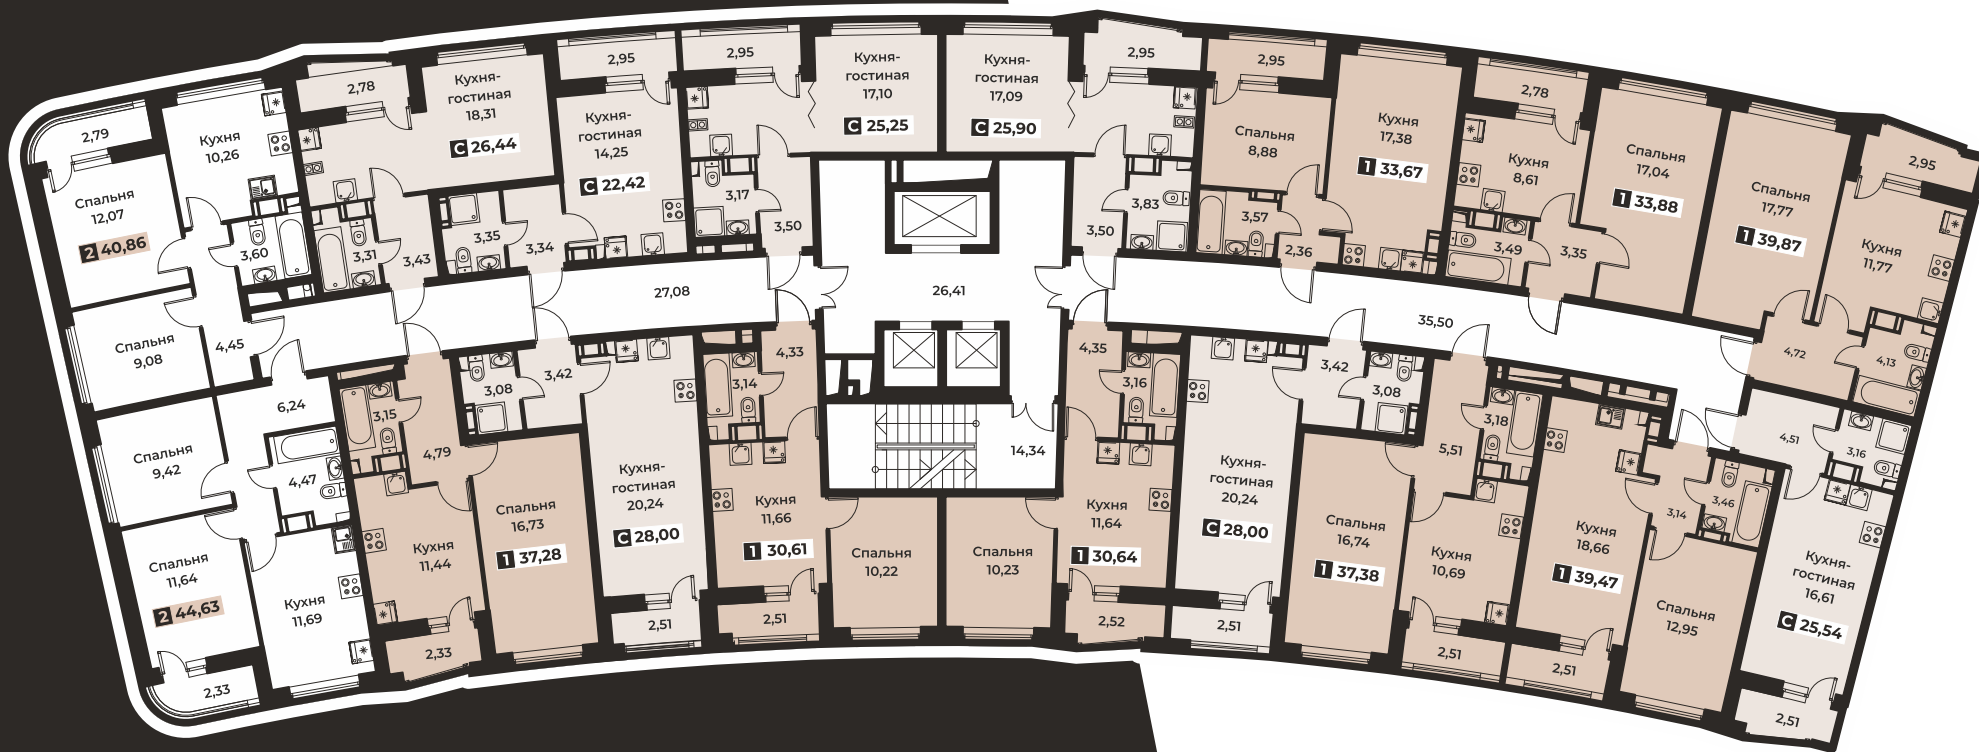 2,79
Кухня
10,26
Спальня
12,07
2 40,86
3,60
4,45
Спальня
9,08
2,78
Кухня-
гостиная
18,31
С 26,44
3,31
3,43
2,95
Кухня-
гостиная
14,25
С 22,42
3,35
3,34
2,95
Кухня-
гостиная
17,10
С 25,25
3,17
3,50
Кухня-
гостиная
17,09
С 25,90
2,95
3,83
3,50
2,95
Спальня
8,88
Кухня
17,38
1 33,67
3,57
2,36
2,78
Кухня
8,61
Спальня
17,04
1 33,88
3,49
3,35
Спальня
17,77
1 39,87
2,95
Кухня
11,77
4,72
4,13
27,08
26,41
35,50
6,24
Спальня
9,42
4,47
Спальня
11,64
2 44,63
Кухня
11,69
2,33
3,15
4,79
Кухня
11,44
2,33
Спальня
16,73
1 37,28
3,08
3,42
Кухня-
гостиная
20,24
С 28,00
2,51
3,14
4,33
Кухня
11,66
1 30,61
2,51
Спальня
10,22
14,34
Спальня
10,23
4,35
3,16
Кухня
11,64
1 30,64
2,52
Кухня-
гостиная
20,24
С 28,00
2,51
3,42
3,08
Спальня
16,74
1 37,38
5,51
3,18
Кухня
10,69
2,51
Кухня
18,66
1 39,47
2,51
3,14
3,46
Спальня
12,95
4,51
3,16
Кухня-
гостиная
16,61
С 25,54
2,51